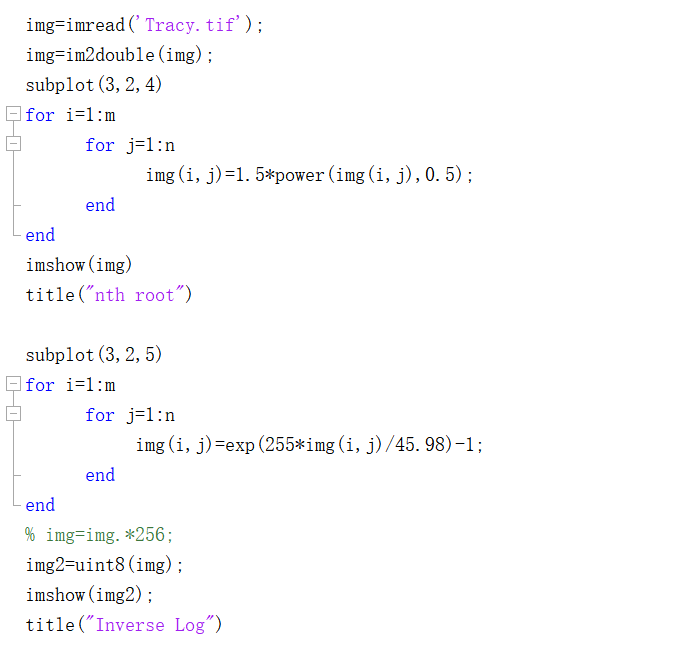 img=imread('Tracy.tif');
img=im2double(img);
subplot(3,2,4)
for i=1:m
for j=1:n
img(i,j)=1.5*power(img(i,j),0.5);
end
end
imshow(img)
title("nth root")
subplot(3,2,5)
for i=1:m
for j=1:n
img(i,j)=exp(255*img(i,j)/45.98)-1;
end
end
% img=img.*256;
img2=uint8(img);
imshow(img2);
title("Inverse Log")